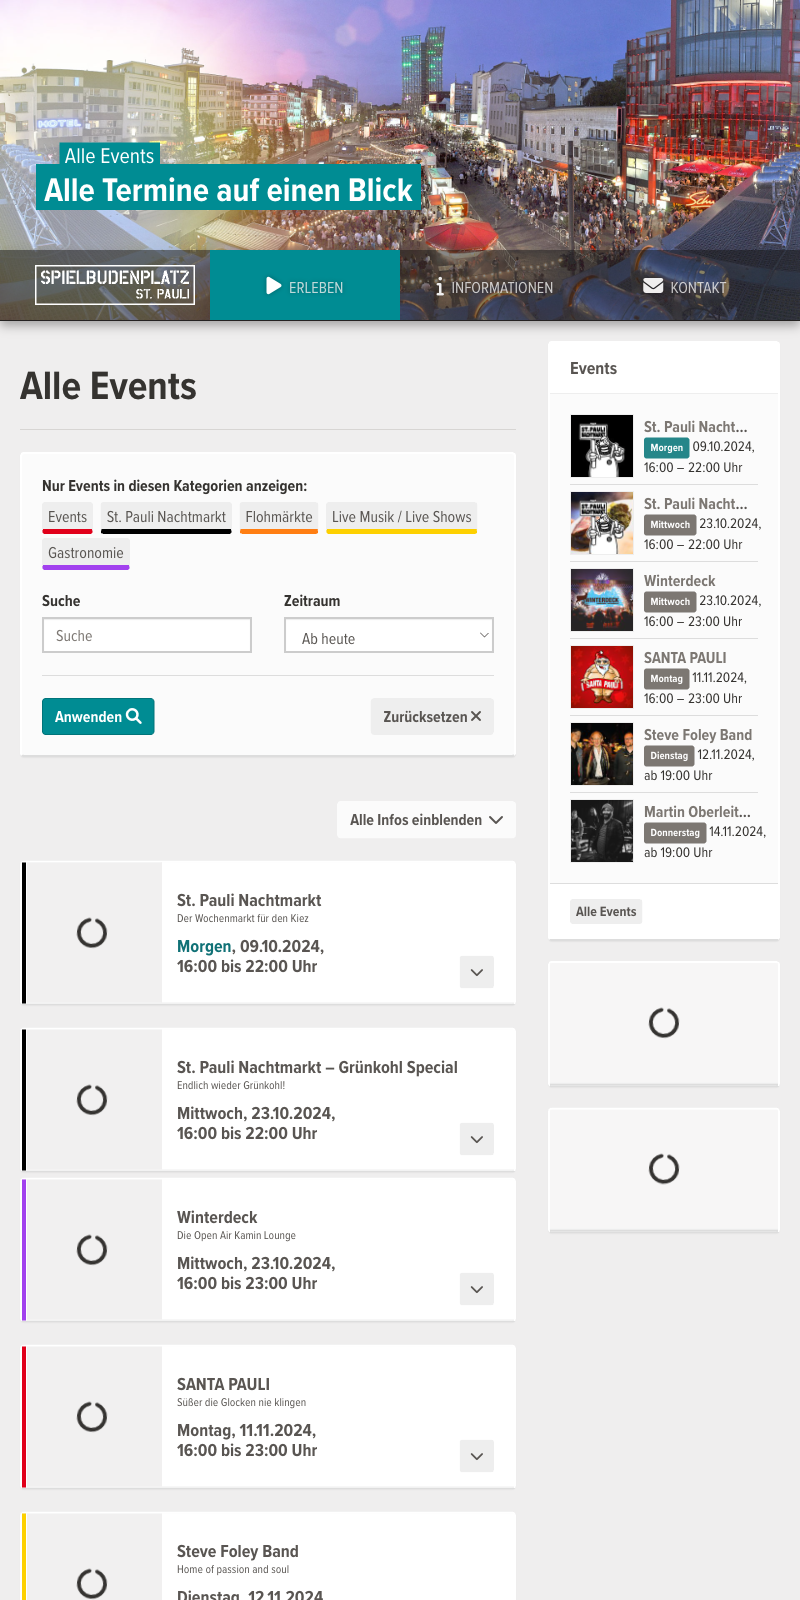 HOTEL
Alle Events
Alle Termine auf einen Blick
SPIELBUDENPLATZ
ST. PAULI
ERLEBEN
INFORMATIONEN
KONTAKT
Alle Events
Nur Events in diesen Kategorien anzeigen:
Events St. Pauli Nachtmarkt Flohmärkte Live Musik / Live Shows
Gastronomie
Suche Zeitraum
Suche Ab heute
Anwenden Zurücksetzen
Alle Infos einblenden
St. Pauli Nachtmarkt
Der Wochenmarkt für den Kiez
Morgen, 09.10.2024,
16:00 bis 22:00 Uhr
St. Pauli Nachtmarkt – Grünkohl Special
Endlich wieder Grünkohl!
Mittwoch, 23.10.2024,
16:00 bis 22:00 Uhr
Winterdeck
Die Open Air Kamin Lounge
Mittwoch, 23.10.2024,
16:00 bis 23:00 Uhr
SANTA PAULI
Süßer die Glocken nie klingen
Montag, 11.11.2024,
16:00 bis 23:00 Uhr
Steve Foley Band
Home of passion and soul
Dienstag, 12.11.2024
Events
St. Pauli Nacht...
Morgen 09.10.2024,
16:00 – 22:00 Uhr
St. Pauli Nacht...
Mittwoch 23.10.2024,
16:00 – 22:00 Uhr
WINTERDECK
Winterdeck
Mittwoch 23.10.2024,
16:00 – 23:00 Uhr
SANTA PAULI
SANTA PAULI
Montag 11.11.2024,
16:00 – 23:00 Uhr
Steve Foley Band
Dienstag 12.11.2024,
ab 19:00 Uhr
Martin Oberleit...
Donnerstag 14.11.2024,
ab 19:00 Uhr
Alle Events